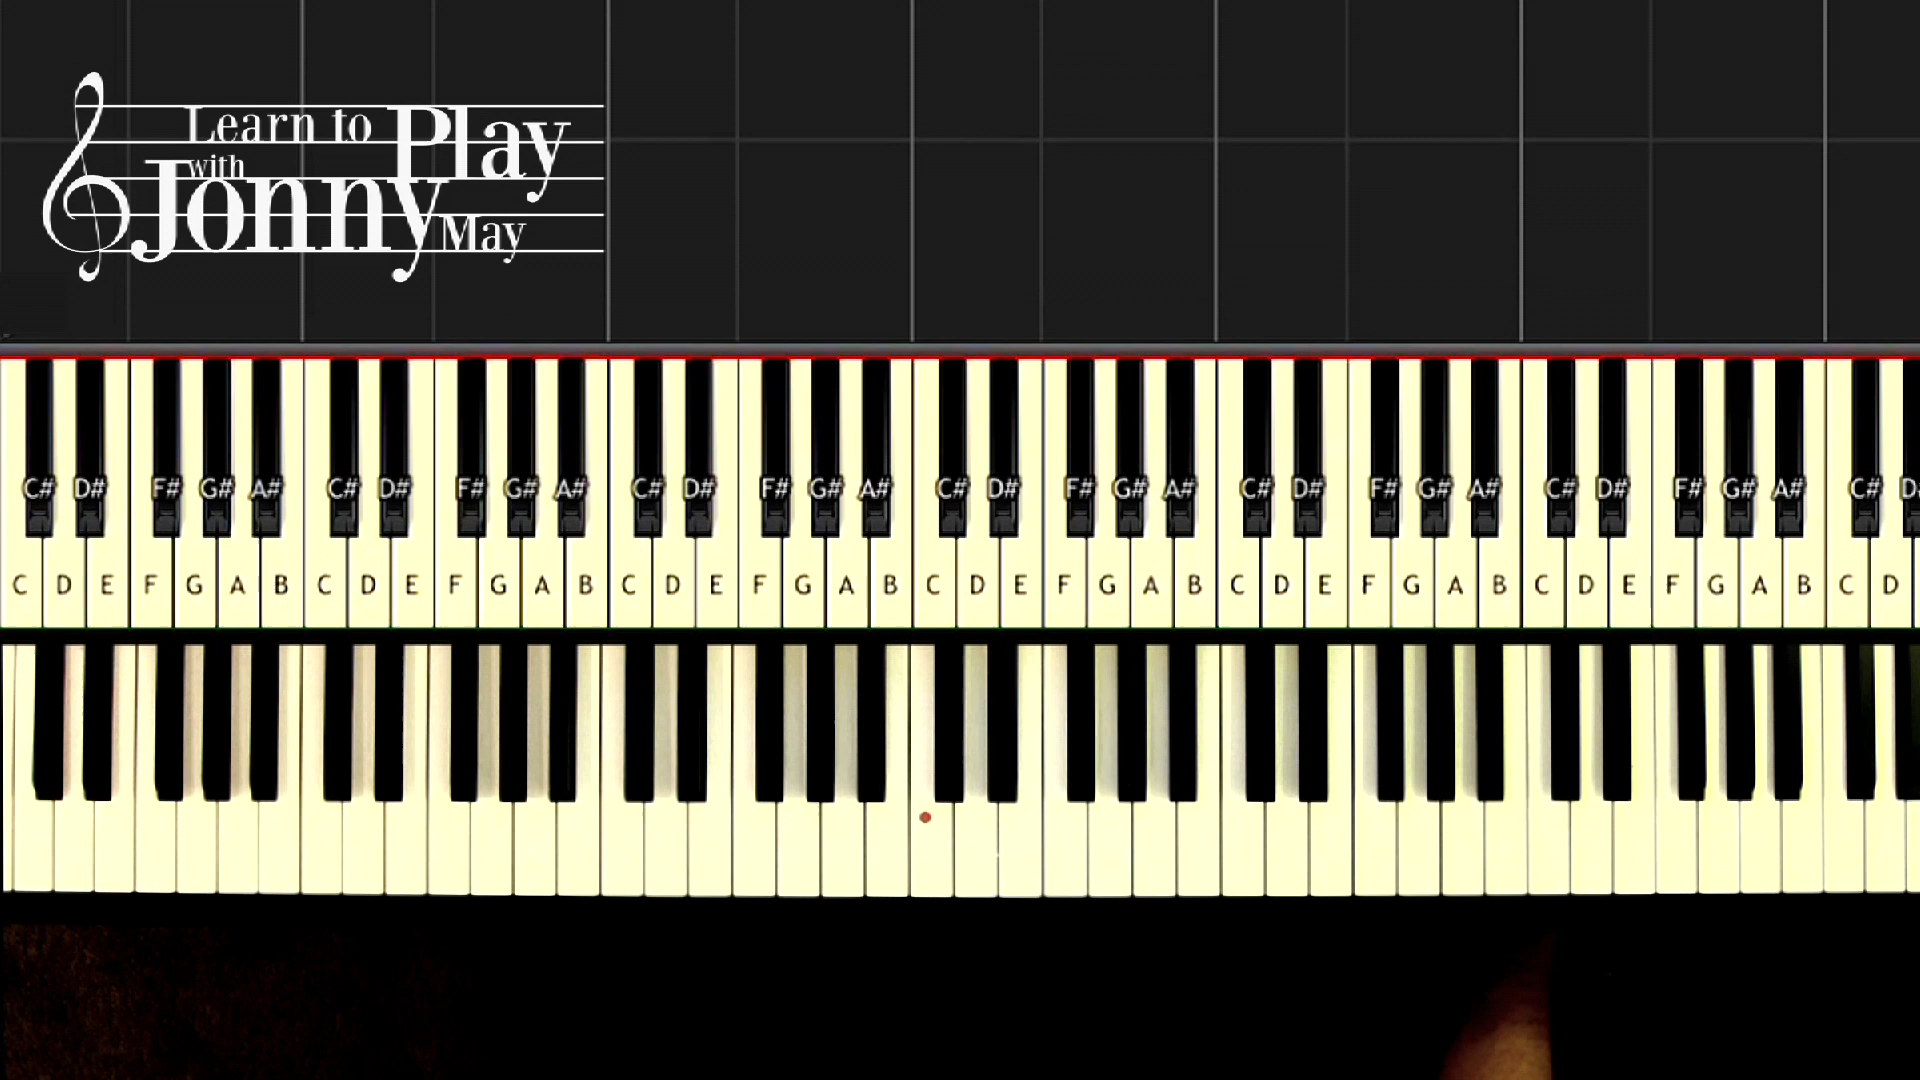 Learn to Play
with
Jonny May
C# D# F# G# A# C# D# F# G# A# C# D# F# G# A# C# D# F# G# A# C# D# F# G# A# C# D# F# G# A# C#
C D E F G A B C D E F G A B C D E F G A B C D E F G A B C D E F G A B C D E F G A B C D